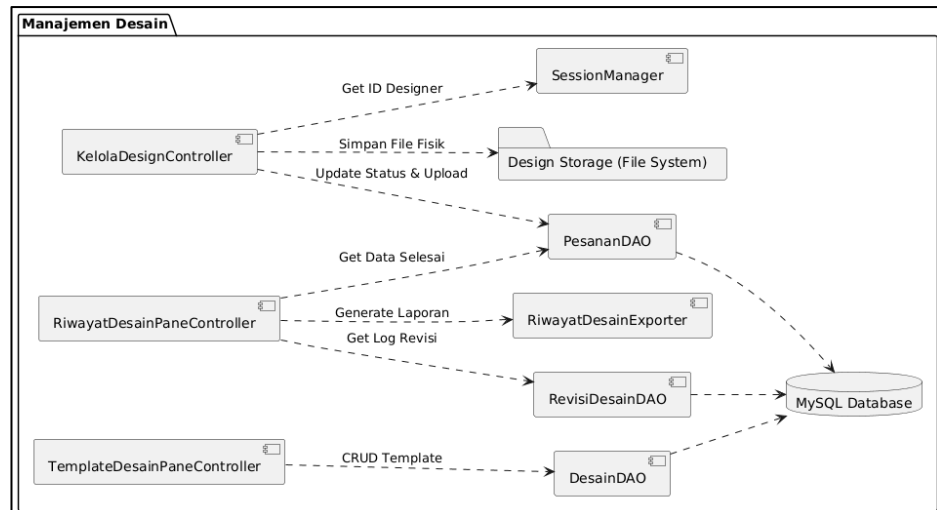 Manajemen Desain
SessionManager
Get ID Designer
KelolaDesignController
Simpan File Fisik
Design Storage (File System)
Update Status & Upload
PesananDAO
Get Data Selesai
RiwayatDesainPaneController
Generate Laporan
RiwayatDesainExporter
Get Log Revisi
RevisiDesainDAO
MySQL Database
TemplateDesainPaneController
CRUD Template
DesainDAO